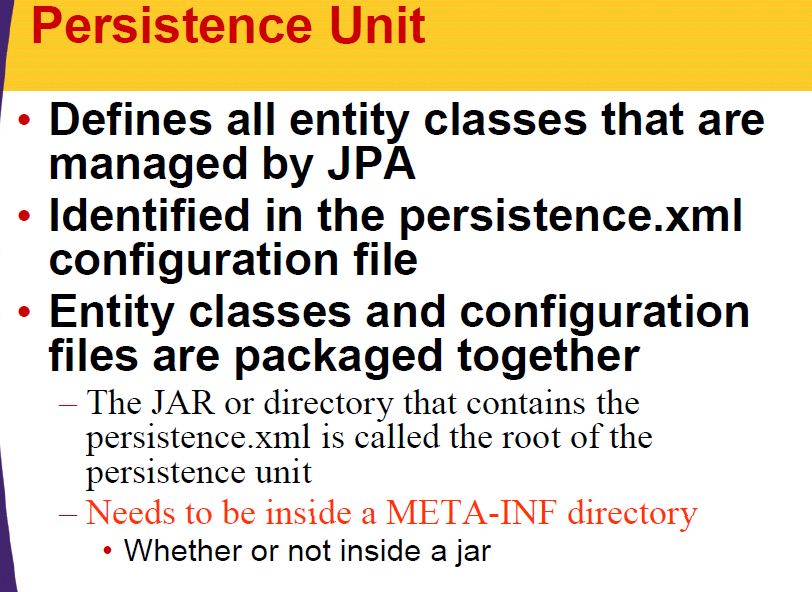 Persistence Unit
• Defines all entity classes that are
managed by JPA
• Identified in the persistence.xml
configuration file
• Entity classes and configuration
files are packaged together
– The JAR or directory that contains the
persistence.xml is called the root of the
persistence unit
– Needs to be inside a META-INF directory
• Whether or not inside a jar